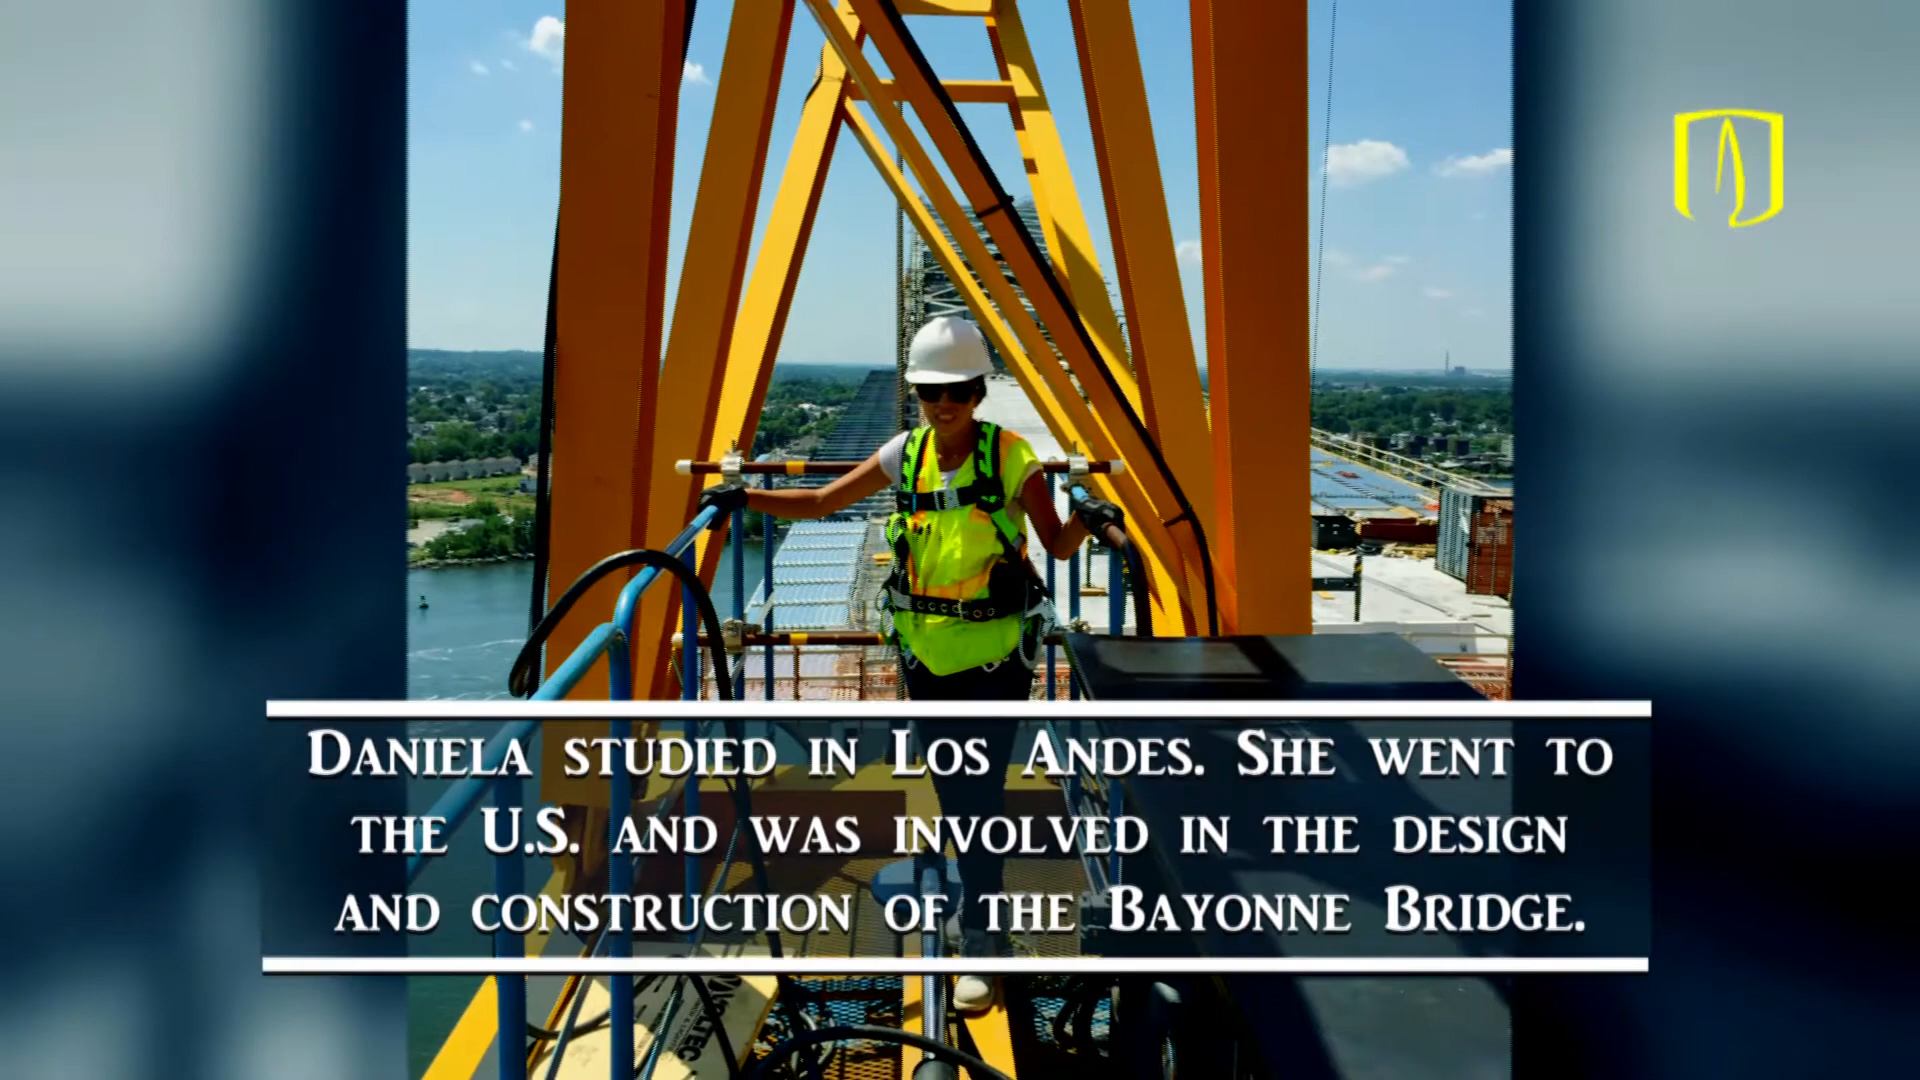 Daniela studied in Los Andes. She went to
the U.S. and was involved in the design
and construction of the Bayonne Bridge.